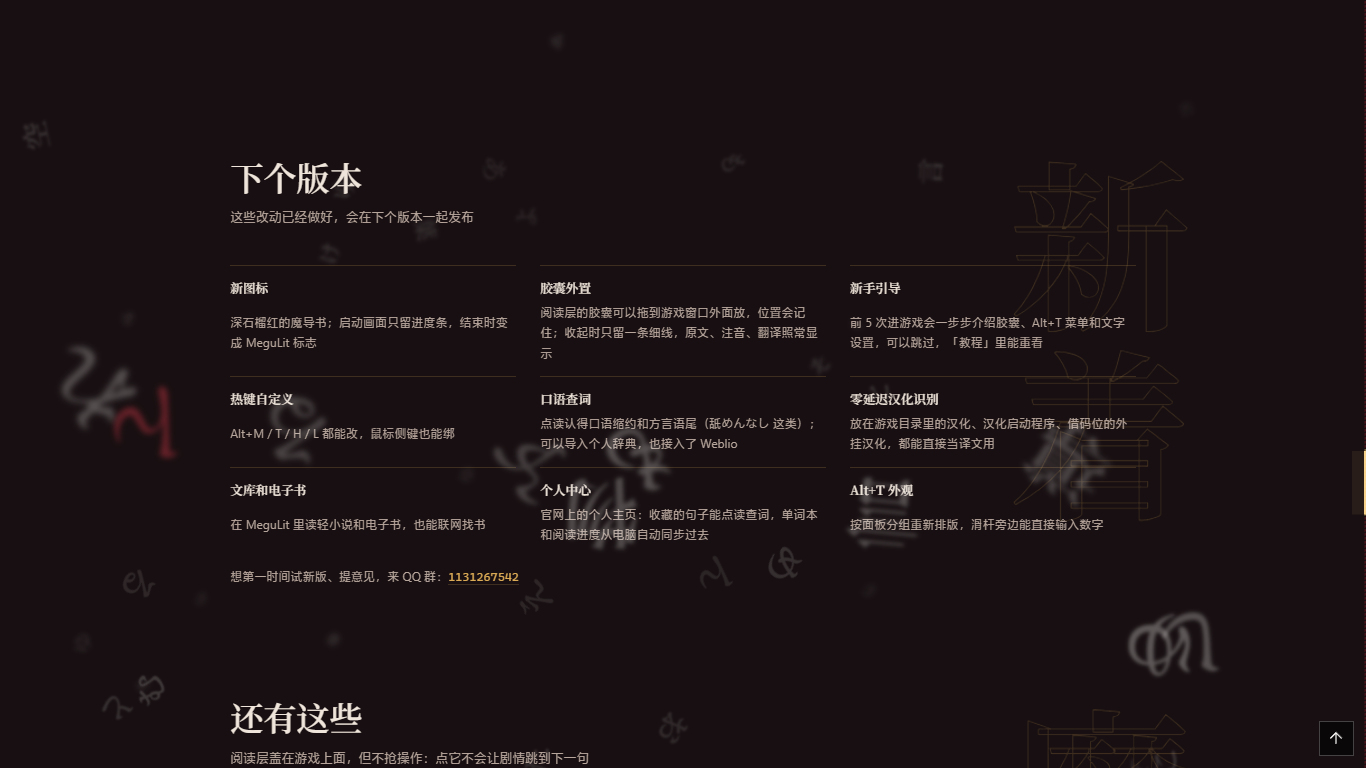 下个版本
这些改动已经做好，会在下个版本一起发布
新图标
深石榴红的魔导书；启动画面只留进度条，结束时变
成 MeguLit 标志
胶囊外置
阅读层的胶囊可以拖到游戏窗口外面放，位置会记
住；收起时只留一条细线，原文、注音、翻译照常显
示
新手引导
前 5 次进游戏会一步步介绍胶囊、Alt+T 菜单和文字
设置，可以跳过，「教程」里能重看
热键自定义
Alt+M / T / H / L 都能改，鼠标侧键也能绑
口语查词
点读认得口语缩约和方言语尾（舐めんなし 这类）；
可以导入个人辞典，也接入了 Weblio
零延迟汉化识别
放在游戏目录里的汉化、汉化启动程序、借码位的外
挂汉化，都能直接当译文用
文库和电子书
在 MeguLit 里读轻小说和电子书，也能联网找书
个人中心
官网上的个人主页：收藏的句子能点读查词，单词本
和阅读进度从电脑自动同步过去
Alt+T 外观
按面板分组重新排版，滑杆旁边能直接输入数字
想第一时间试新版、提意见，来 QQ 群：1131267542
新
着
还有这些
阅读层盖在游戏上面，但不抢操作：点它不会让剧情跳到下一句